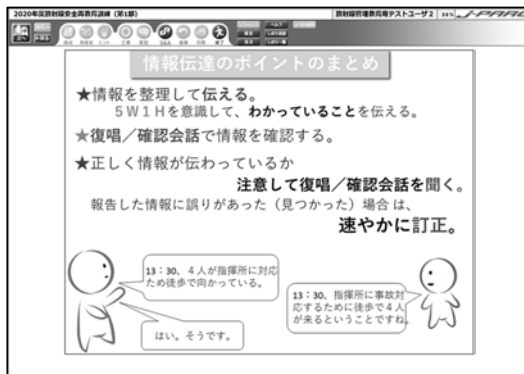 2020年度放射線安全再教育訓練（第1部）
放射線管理教育用テストユーザ2
J-PARC
終了
情報伝達のポイントのまとめ
★情報を整理して伝える。
5W1Hを意識して、わかっていることを伝える。
★復唱／確認会話で情報を確認する。
★正しく情報が伝わっているか
注意して復唱／確認会話を聞く。
報告した情報に誤りがあった（見つかった）場合は、
速やかに訂正。
13：30、4人が指揮所に対応
ため徒歩で向かっている。
13：30、指揮所に事故対
応するために徒歩で4人
が来るということですね。
はい。そうです。